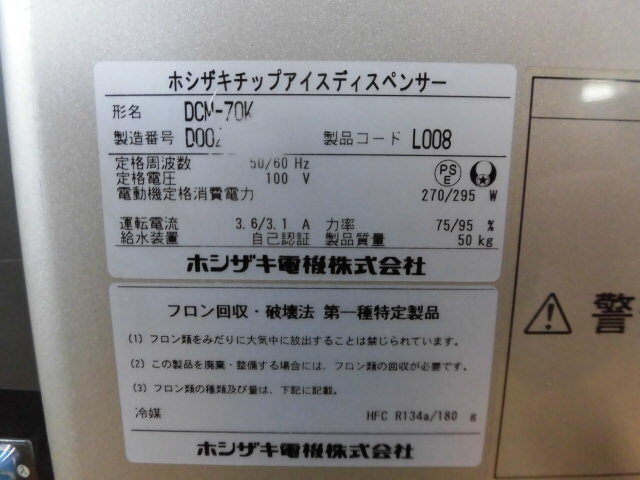 ホシザキチップアイスディスペンサー
形名 DCM-70K
製造番号 D00 製品コード L008
定格周波数 50/60 Hz
定格電圧 100 V
電動機定格消費電力 270/295 W
PS
E
運転電流 3.6/3.1 A 力率 75/95 %
給水装置 自己認証 製品質量 50 kg
ホシザキ電機株式会社
フロン回収・破壊法 第一種特定製品
(1) フロン類をみだりに大気中に放出することは禁じられています。
(2) この製品を廃棄・整備する場合には、フロン類の回収が必要です。
(3) フロン類の種類及び量は、下記に記載。
冷媒 HFC R134a/180 g
ホシザキ電機株式会社
警